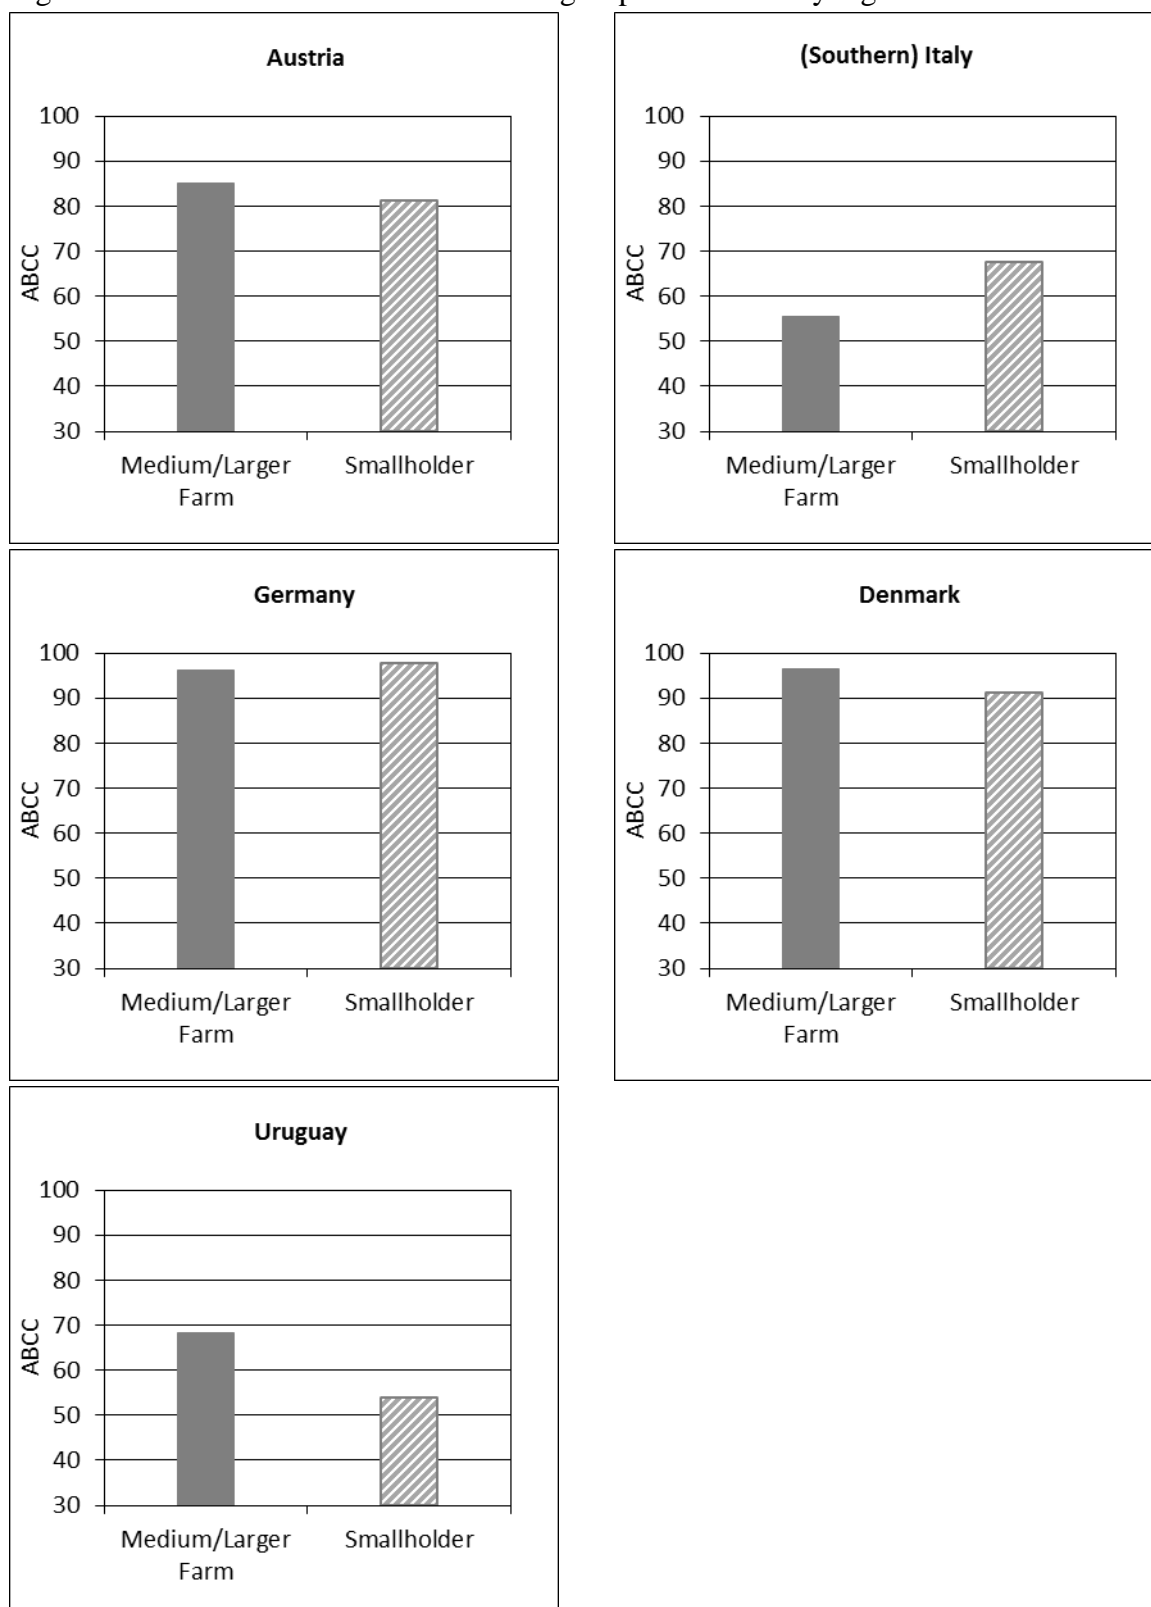 Austria
100
90
80
70
60
50
40
30
ABCC
Medium/Larger
Farm
Smallholder
(Southern) Italy
100
90
80
70
60
50
40
30
ABCC
Medium/Larger
Farm
Smallholder
Germany
100
90
80
70
60
50
40
30
ABCC
Medium/Larger
Farm
Smallholder
Denmark
100
90
80
70
60
50
40
30
ABCC
Medium/Larger
Farm
Smallholder
Uruguay
100
90
80
70
60
50
40
30
ABCC
Medium/Larger
Farm
Smallholder